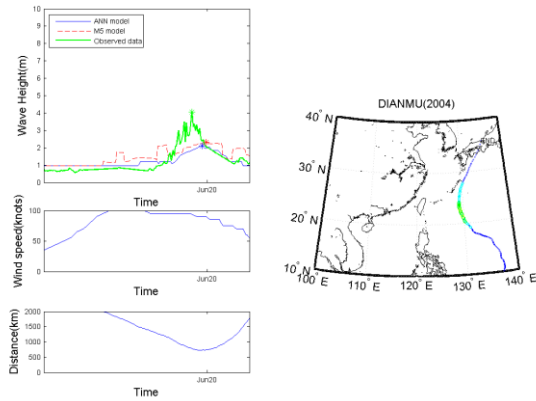 ANN model
M5 model
Observed data
Wave Height(m)
10
9
8
7
6
5
4
3
2
1
0
Jun20
Time
Wind speed(Knots)
100
50
0
Jun20
Time
Distance(km)
2000
1500
1000
500
0
Jun20
Time
DIANMU(2004)
40° N
30° N
20° N
10° N
100° E
110° E
120° E
130° E
140° E